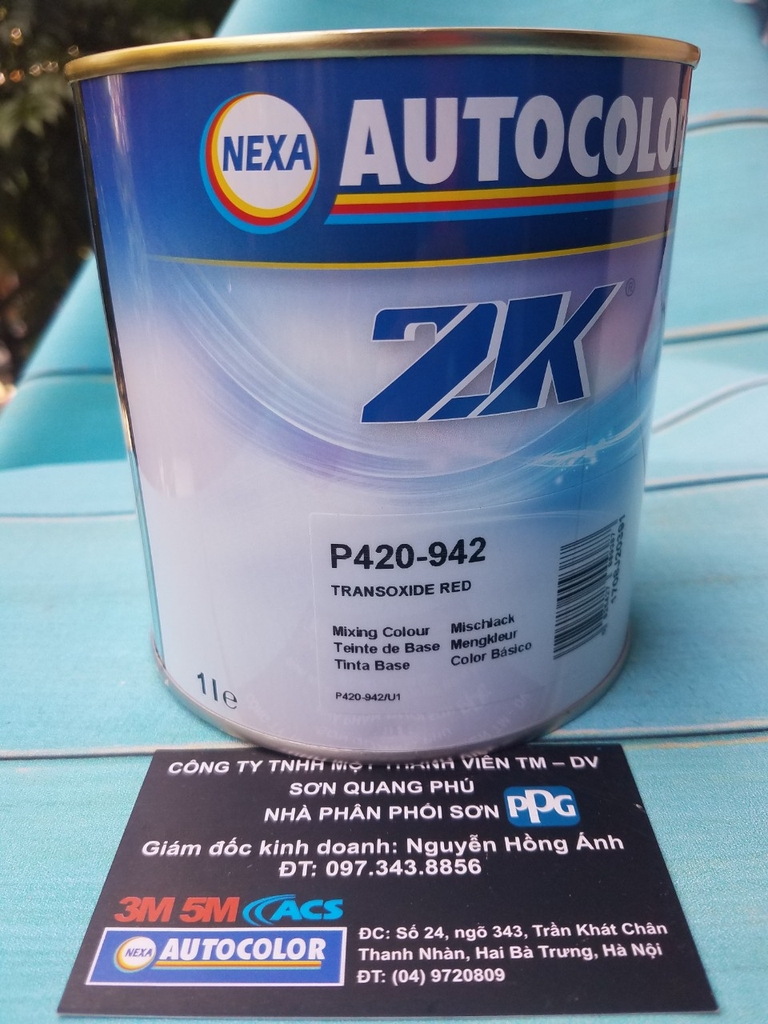 NEXA AUTOCOLOR
2K®
P420-942
TRANSOXIDE RED
Mixing Colour Mischlack
Teinte de Base Mengkleur
Tinta Base Color Básico
P420-942/U1
1l e
CÔNG TY TNHH MỘT THÀNH VIÊN TM – DV
SƠN QUANG PHÚ
NHÀ PHÂN PHỐI SƠN PPG
Giám đốc kinh doanh: Nguyễn Hồng Ánh
ĐT: 097.343.8856
3M 5M ACS
NEXA AUTOCOLOR
ĐC: Số 24, ngõ 343, Trần Khát Chân
Thanh Nhàn, Hai Bà Trưng, Hà Nội
ĐT: (04) 9720809